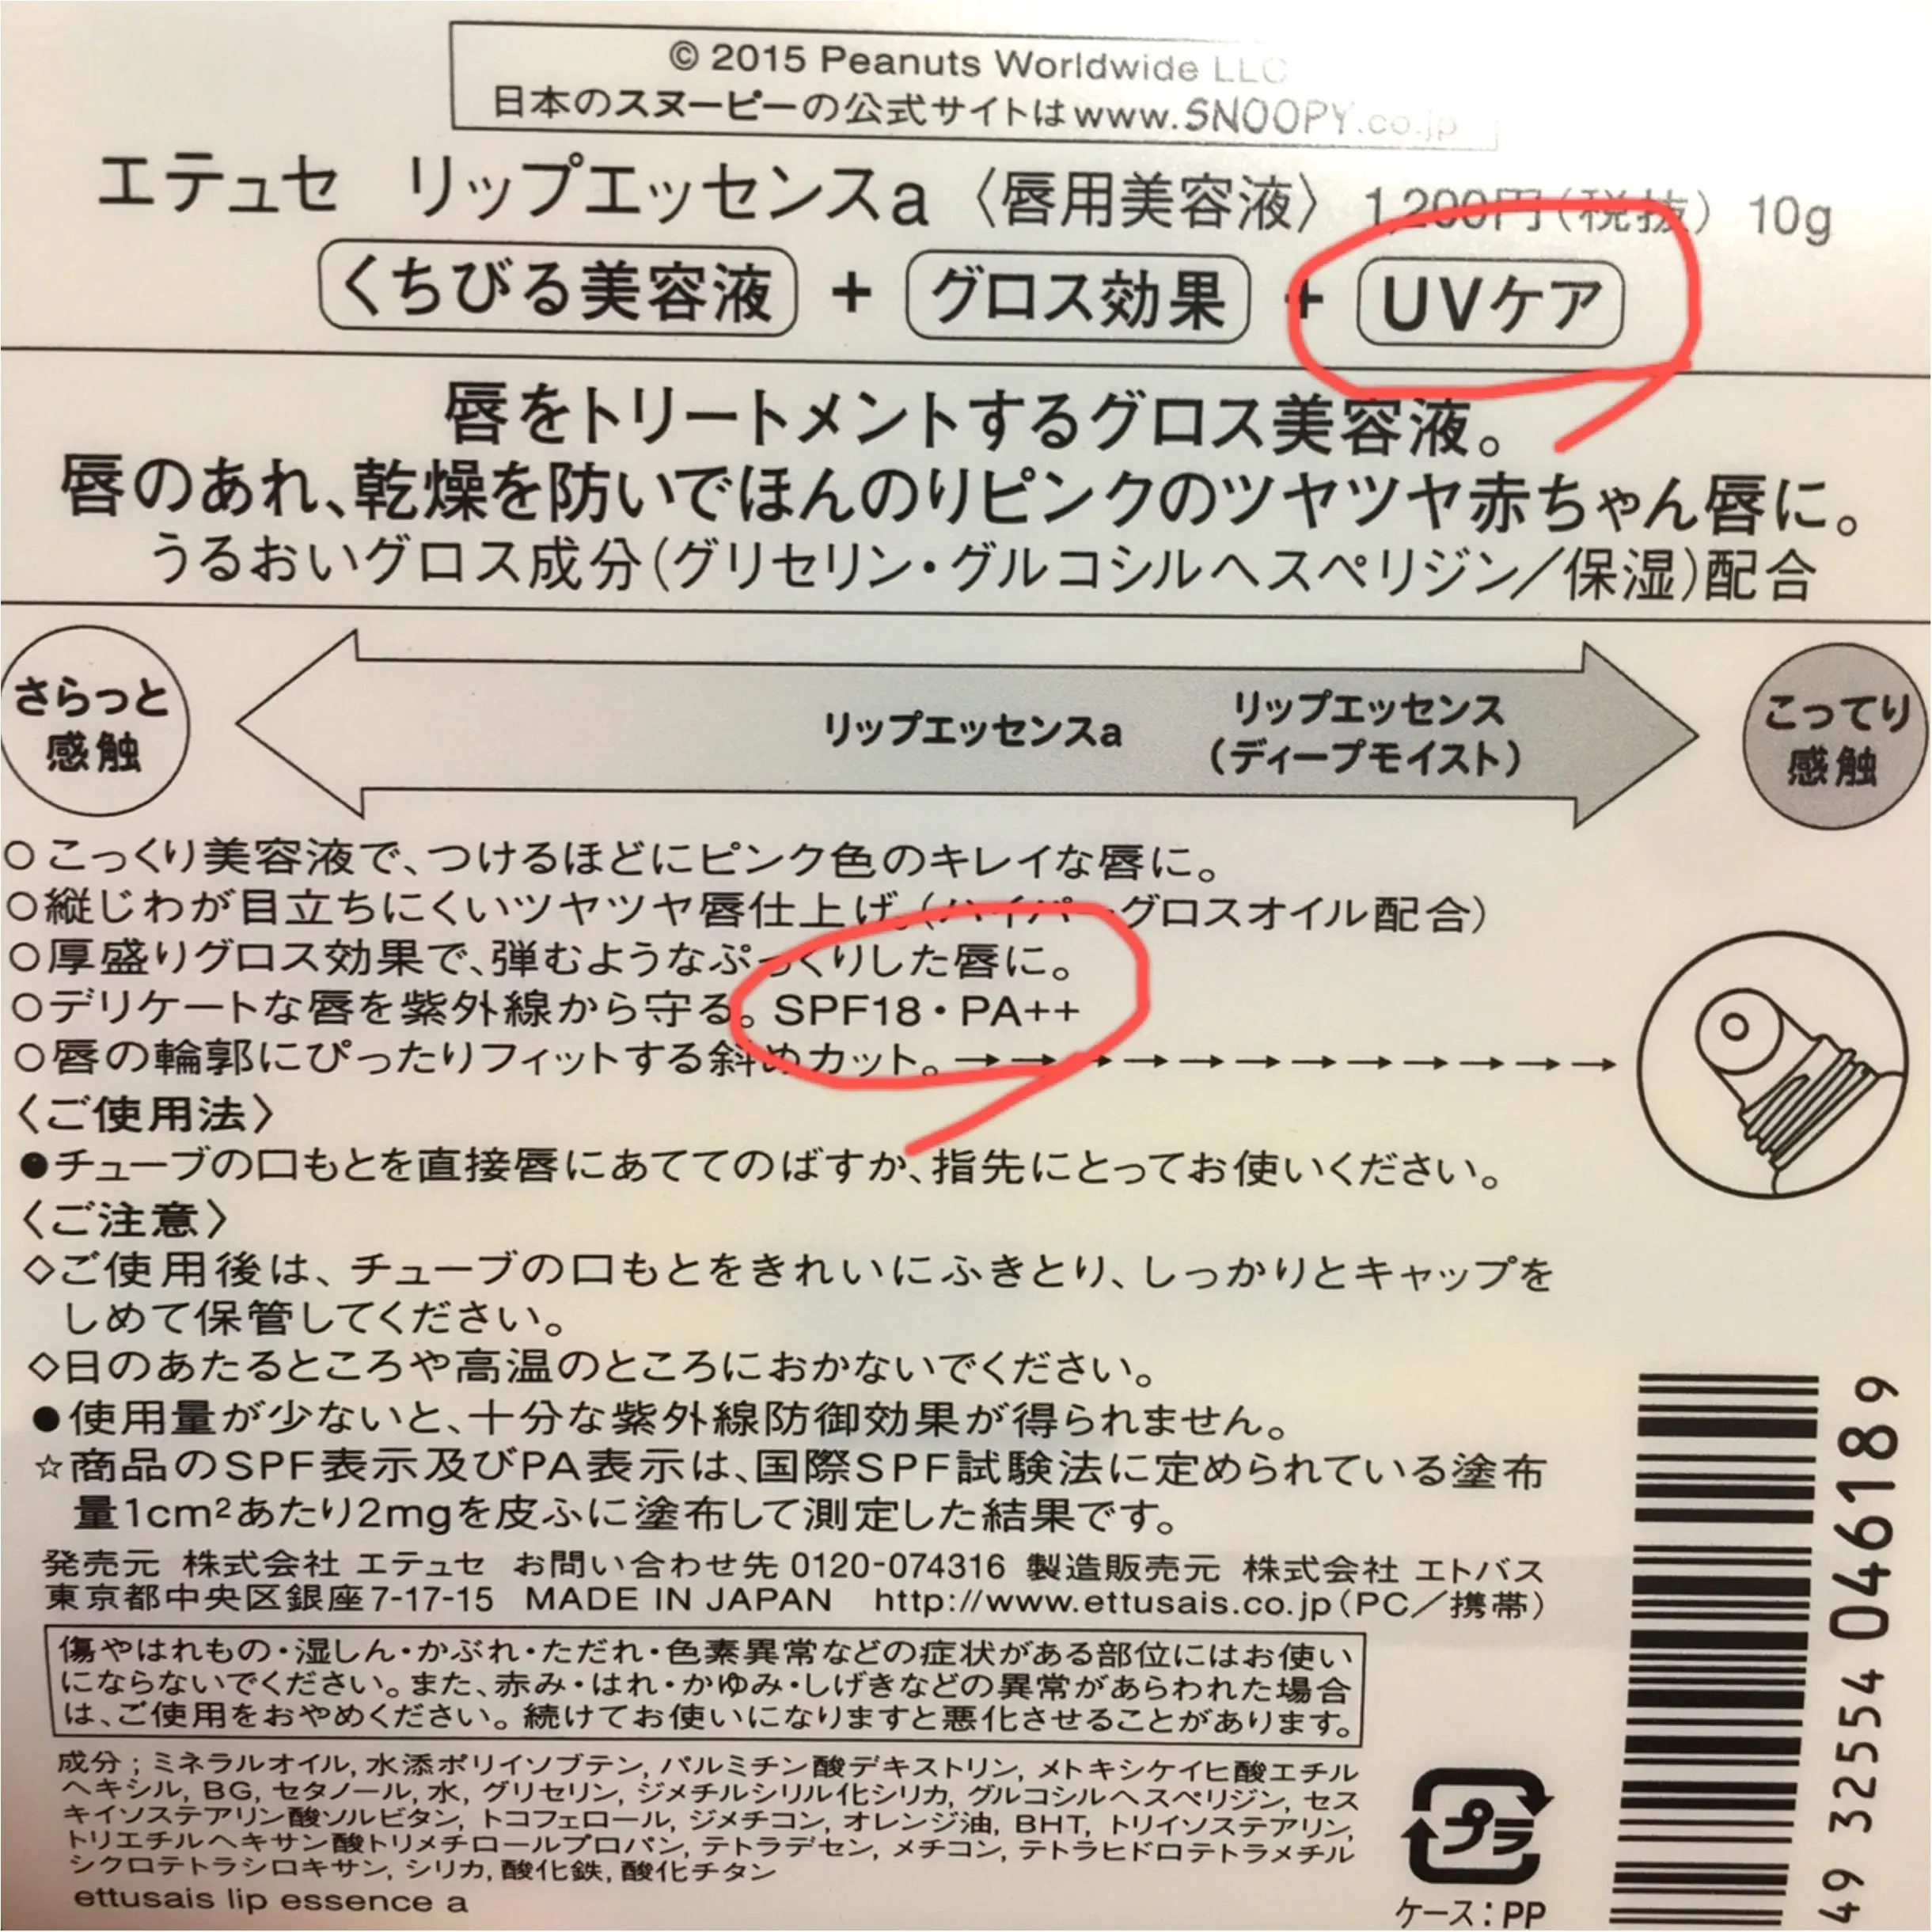 © 2015 Peanuts Worldwide LLC
日本のスヌーピーの公式サイトはwww.SNOOPY.co.jp
エテュセ リップエッセンスa 〈唇用美容液〉 1,200円(税抜) 10g
くちびる美容液 + グロス効果 + UVケア
唇をトリートメントするグロス美容液。
唇のあれ、乾燥を防いでほんのりピンクのツヤツヤ赤ちゃん唇に。
うるおいグロス成分(グリセリン・グルコシルヘスペリジン/保湿)配合
さらっと
感触
リップエッセンスa
リップエッセンス
(ディープモイスト)
こってり
感触
○こっくり美容液で、つけるほどにピンク色のキレイな唇に。
○縦じわが目立ちにくいツヤツヤ唇仕上げ。(ハイパーグロスオイル配合)
○厚盛りグロス効果で、弾むようなぷっくりした唇に。
○デリケートな唇を紫外線から守る。SPF18・PA++
○唇の輪郭にぴったりフィットする斜めカット。→→→→→→→→→→
〈ご使用法〉
●チューブの口もとを直接唇にあててのばすか、指先にとってお使いください。
〈ご注意〉
◇ご使用後は、チューブの口もとをきれいにふきとり、しっかりとキャップを
しめて保管してください。
◇日のあたるところや高温のところにおかないでください。
●使用量が少ないと、十分な紫外線防御効果が得られません。
☆商品のSPF表示及びPA表示は、国際SPF試験法に定められている塗布
量1cm²あたり2mgを皮ふに塗布して測定した結果です。
発売元 株式会社 エテュセ お問い合わせ先 0120-074316 製造販売元 株式会社 エトバス
東京都中央区銀座7-17-15 MADE IN JAPAN http://www.ettusais.co.jp(PC/携帯)
傷やはれもの・湿しん・かぶれ・ただれ・色素異常などの症状がある部位にはお使い
にならないでください。また、赤み・はれ・かゆみ・しげきなどの異常があらわれた場合
は、ご使用をおやめください。続けてお使いになりますと悪化させることがあります。
成分;ミネラルオイル, 水添ポリイソブテン, パルミチン酸デキストリン, メトキシケイヒ酸エチル
ヘキシル, BG, セタノール, 水, グリセリン, ジメチルシリル化シリカ, グルコシルヘスペリジン, セス
キイソステアリン酸ソルビタン, トコフェロール, ジメチコン, オレンジ油, BHT, トリイソステアリン,
トリエチルヘキサン酸トリメチロールプロパン, テトラデセン, メチコン, テトラヒドロテトラメチル
シクロテトラシロキサン, シリカ, 酸化鉄, 酸化チタン
ettusais lip essence a
プラ
ケース:PP
49 32554 046189